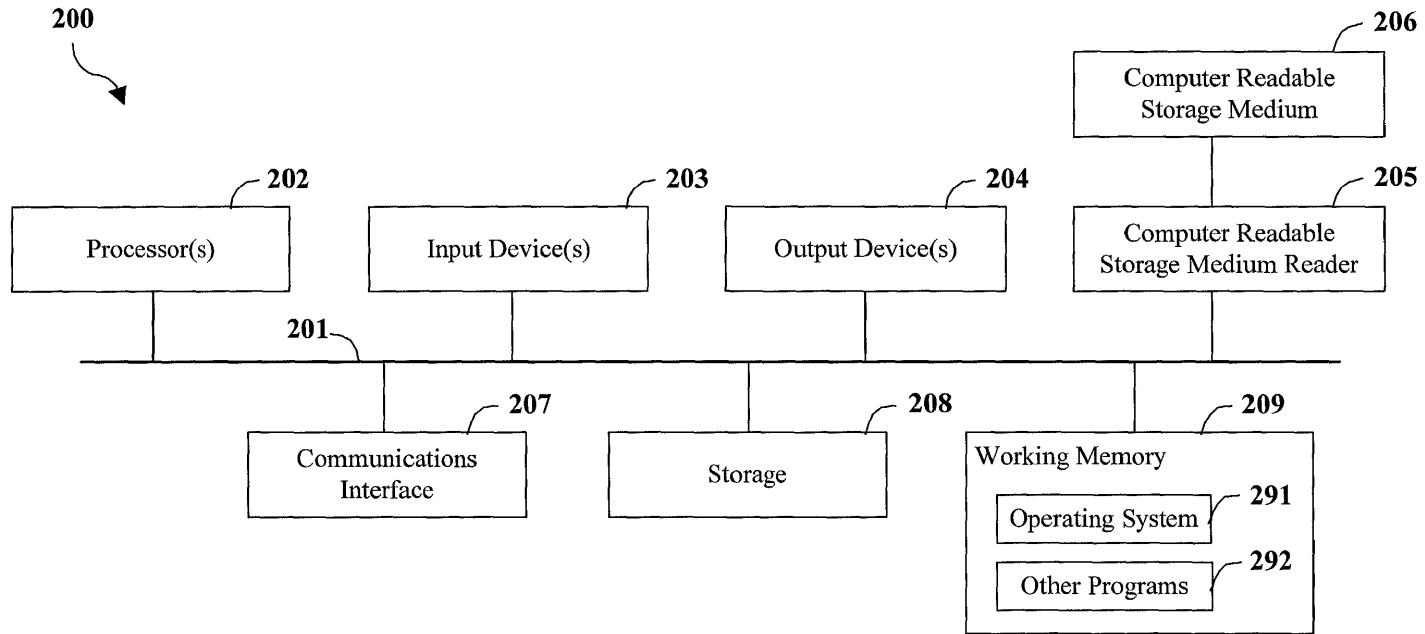 200
206
Computer Readable
Storage Medium
202
203
204
205
Processor(s)
Input Device(s)
Output Device(s)
Computer Readable
Storage Medium Reader
201
207
208
209
Communications
Interface
Storage
Working Memory
291
Operating System
292
Other Programs